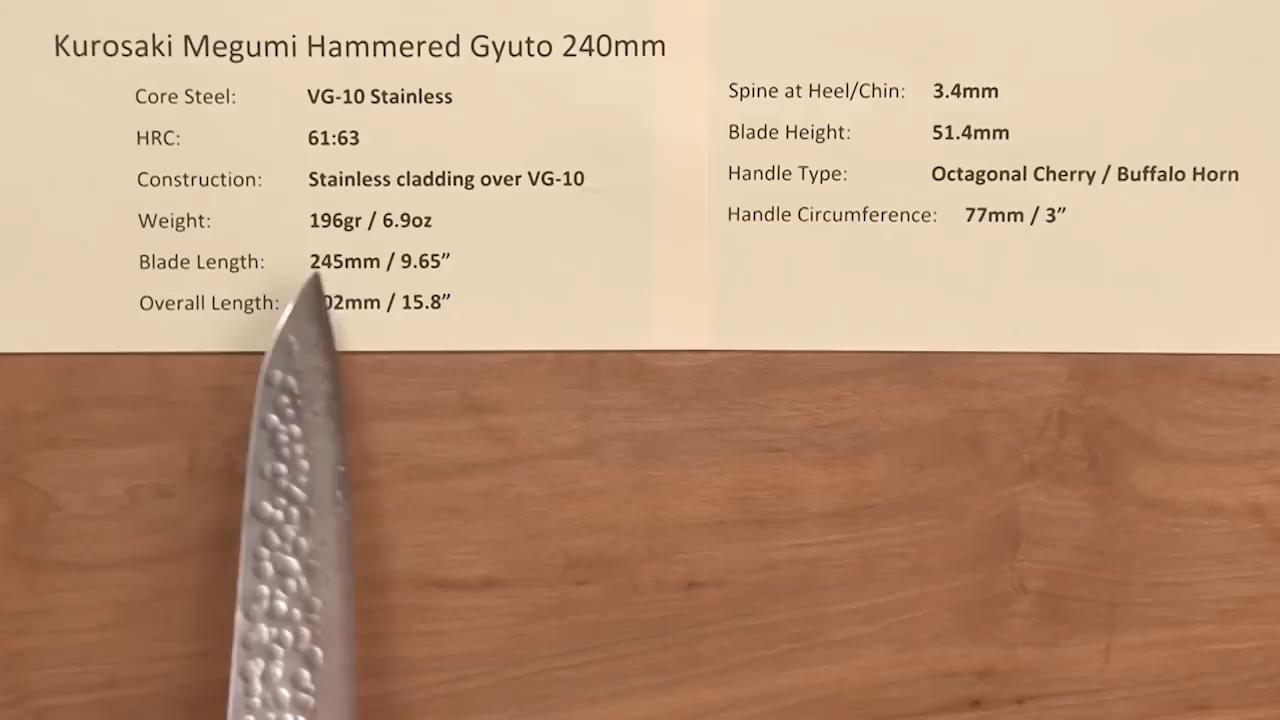 Kurosaki Megumi Hammered Gyuto 240mm
Core Steel: VG-10 Stainless
HRC: 61:63
Construction: Stainless cladding over VG-10
Weight: 196gr / 6.9oz
Blade Length: 245mm / 9.65”
Overall Length: 02mm / 15.8”
Spine at Heel/Chin: 3.4mm
Blade Height: 51.4mm
Handle Type: Octagonal Cherry / Buffalo Horn
Handle Circumference: 77mm / 3”